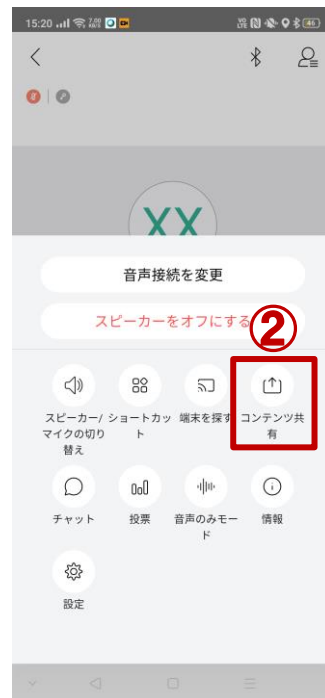 15:20
46
XX
音声接続を変更
スピーカーをオフにする
②
スピーカー/マイクの切り替え
ショートカット
端末を探す
コンテンツ共有
チャット
投票
音声のみモード
情報
設定